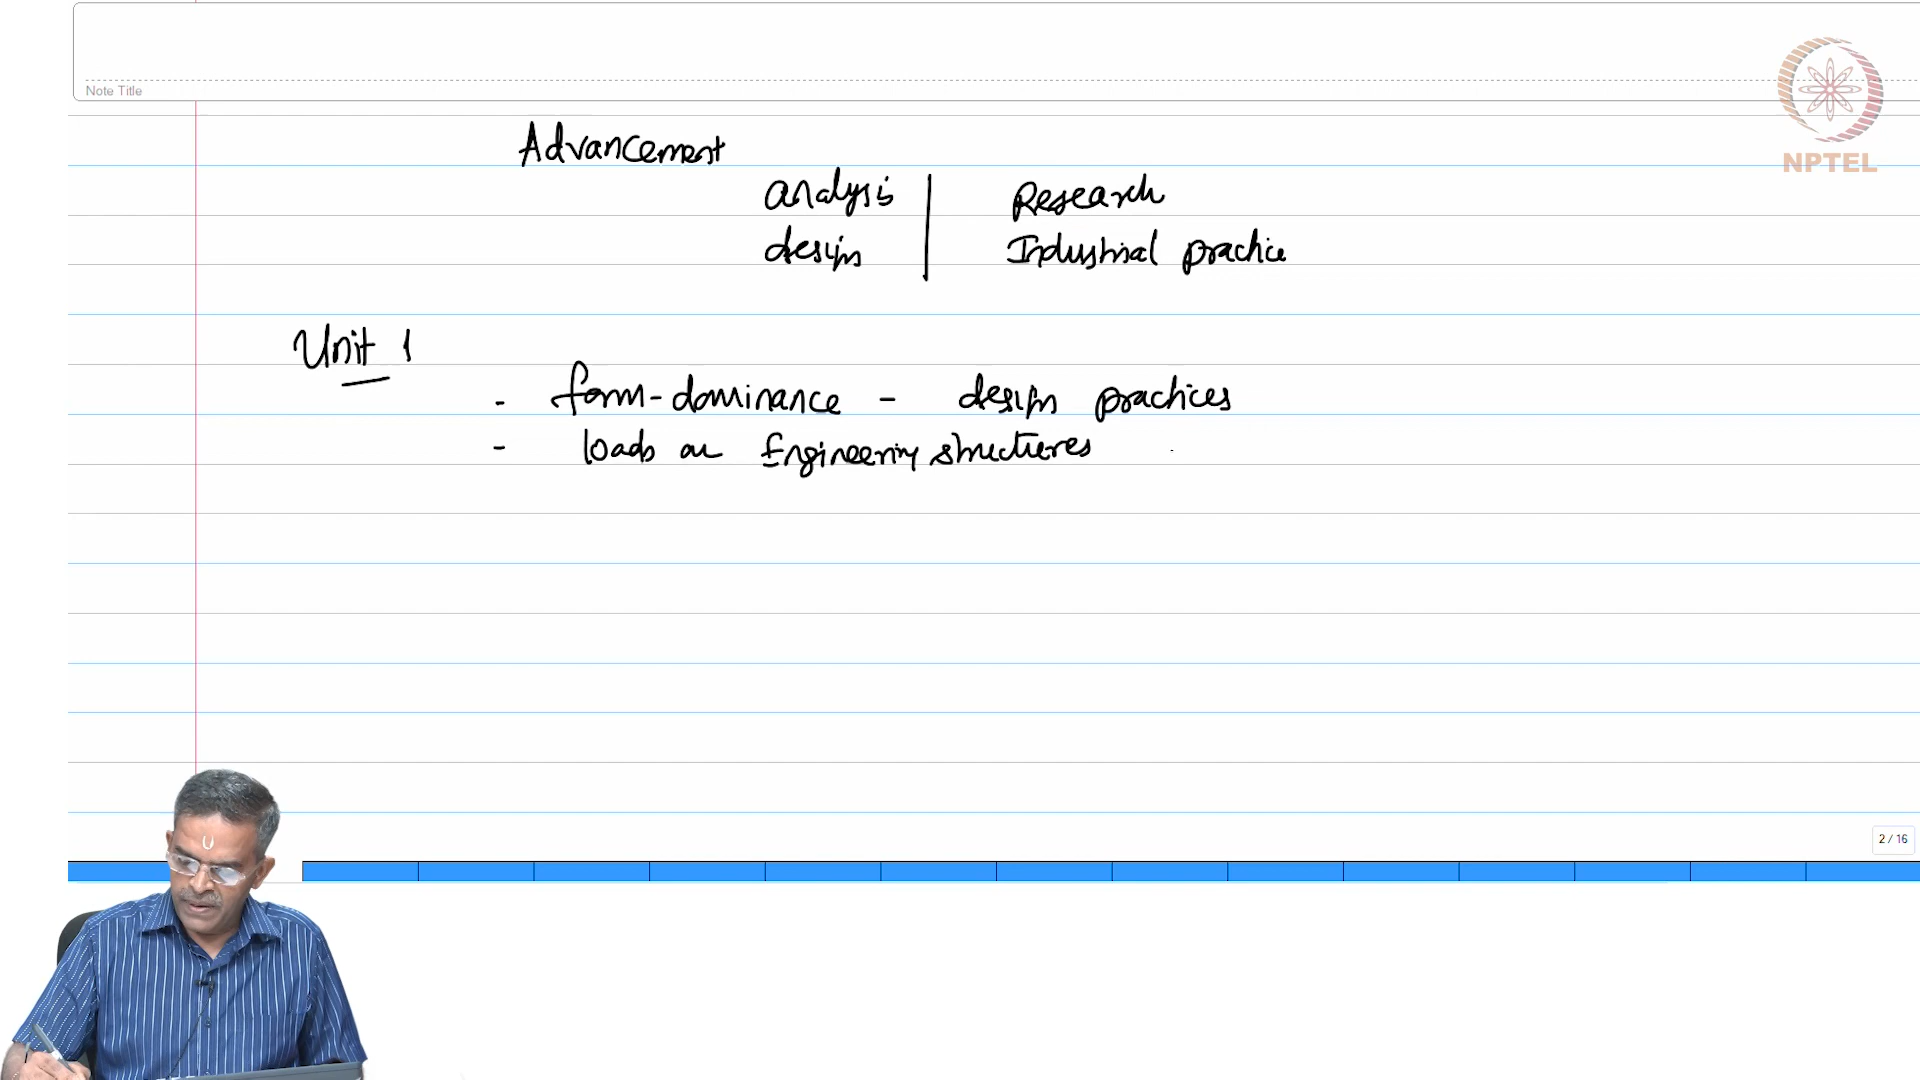 Note Title
NPTEL
Advancement
analysis | Research
design | Industrial practice
Unit 1
- form-dominance - design practices
- loads on Engineering structures
2 / 16